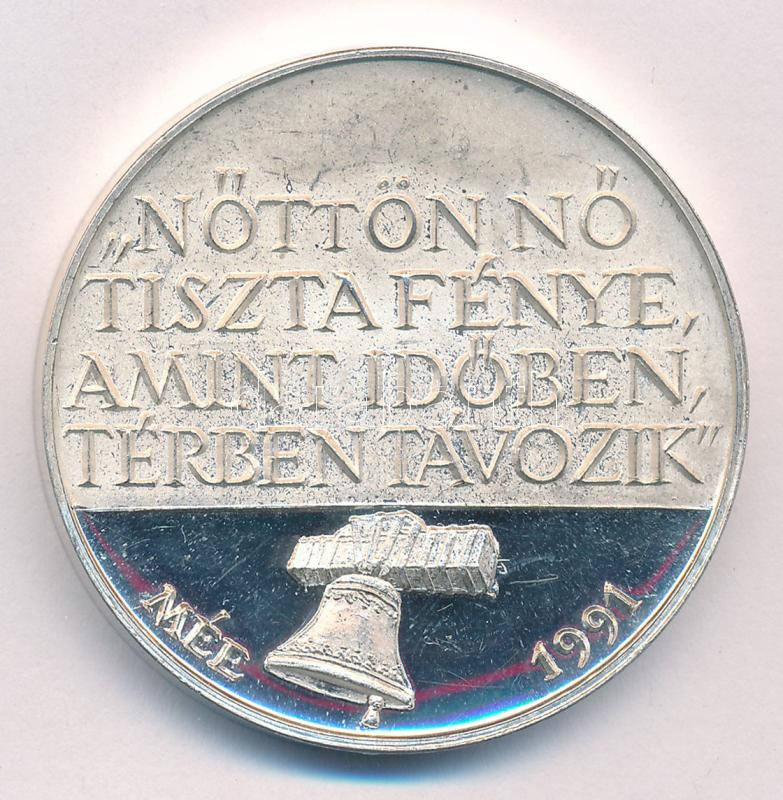 „NŐTTÖN NŐ
TISZTA FÉNYE,
AMINT IDŐBEN,
TÉRBEN TÁVOZIK”
MÉE 1991